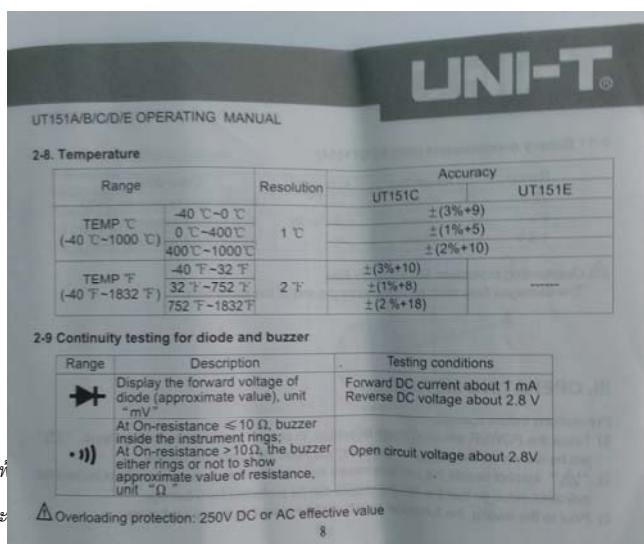 UNI-T®
UT151A/B/C/D/E OPERATING MANUAL
2-8. Temperature
Range Resolution Accuracy
UT151C UT151E
TEMP ℃ (-40 ℃~1000 ℃) 1 ℃
-40 ℃~0 ℃ ±(3%+9)
0 ℃~400℃ ±(1%+5)
400℃~1000℃ ±(2%+10)
TEMP ℉ (-40 ℉~1832 ℉) 2 ℉ ------
-40 ℉~32 ℉ ±(3%+10)
32 ℉~752 ℉ ±(1%+8)
752 ℉~1832℉ ±(2%+18)
2-9 Continuity testing for diode and buzzer
Range Description Testing conditions
Display the forward voltage of
diode (approximate value), unit
“mV”
Forward DC current about 1 mA
Reverse DC voltage about 2.8 V
At On-resistance ≤10 Ω, buzzer
inside the instrument rings;
At On-resistance >10Ω, the buzzer
either rings or not to show
approximate value of resistance,
unit “Ω”
Open circuit voltage about 2.8V
Overloading protection: 250V DC or AC effective value
8